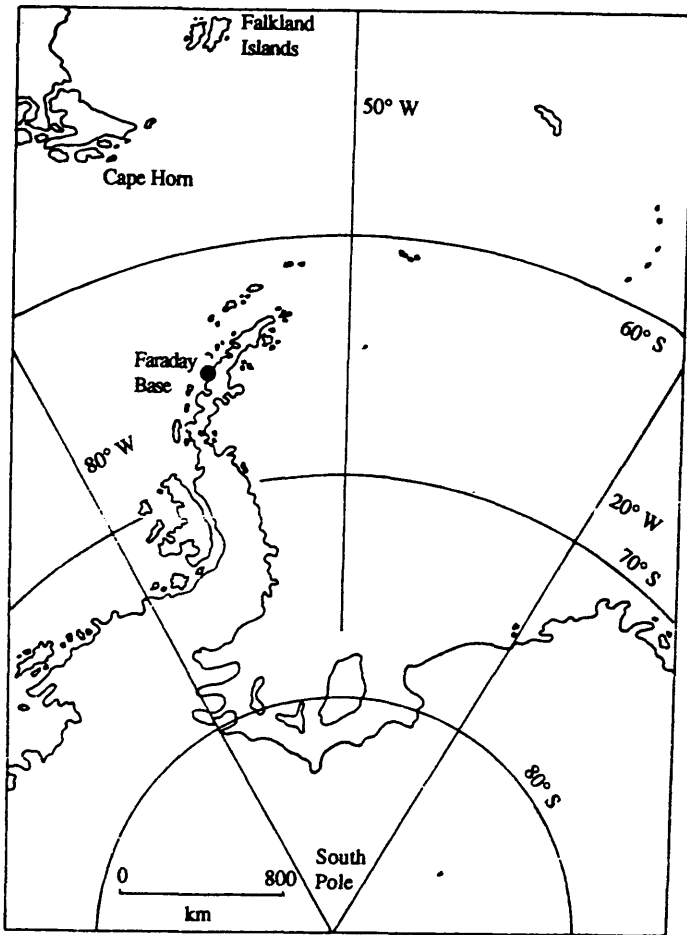 Falkland
Islands
50° W
Cape Horn
60° S
Faraday
Base
80° W
20° W
70° S
80° S
South
Pole
0 800
km